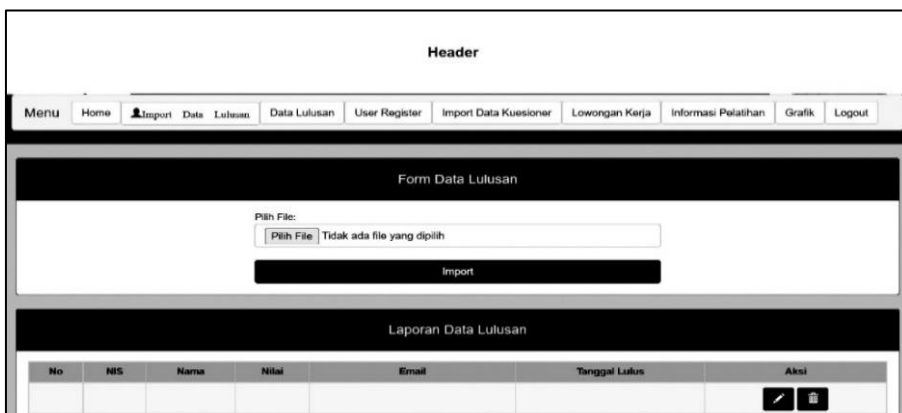 Header
Menu Home Import Data Lulusan Data Lulusan User Register Import Data Kuesioner Lowongan Kerja Informasi Pelatihan Grafik Logout
Form Data Lulusan
Pilih File:
Pilih File Tidak ada file yang dipilih
Import
Laporan Data Lulusan
No NIS Nama Nilai Email Tanggal Lulus Aksi